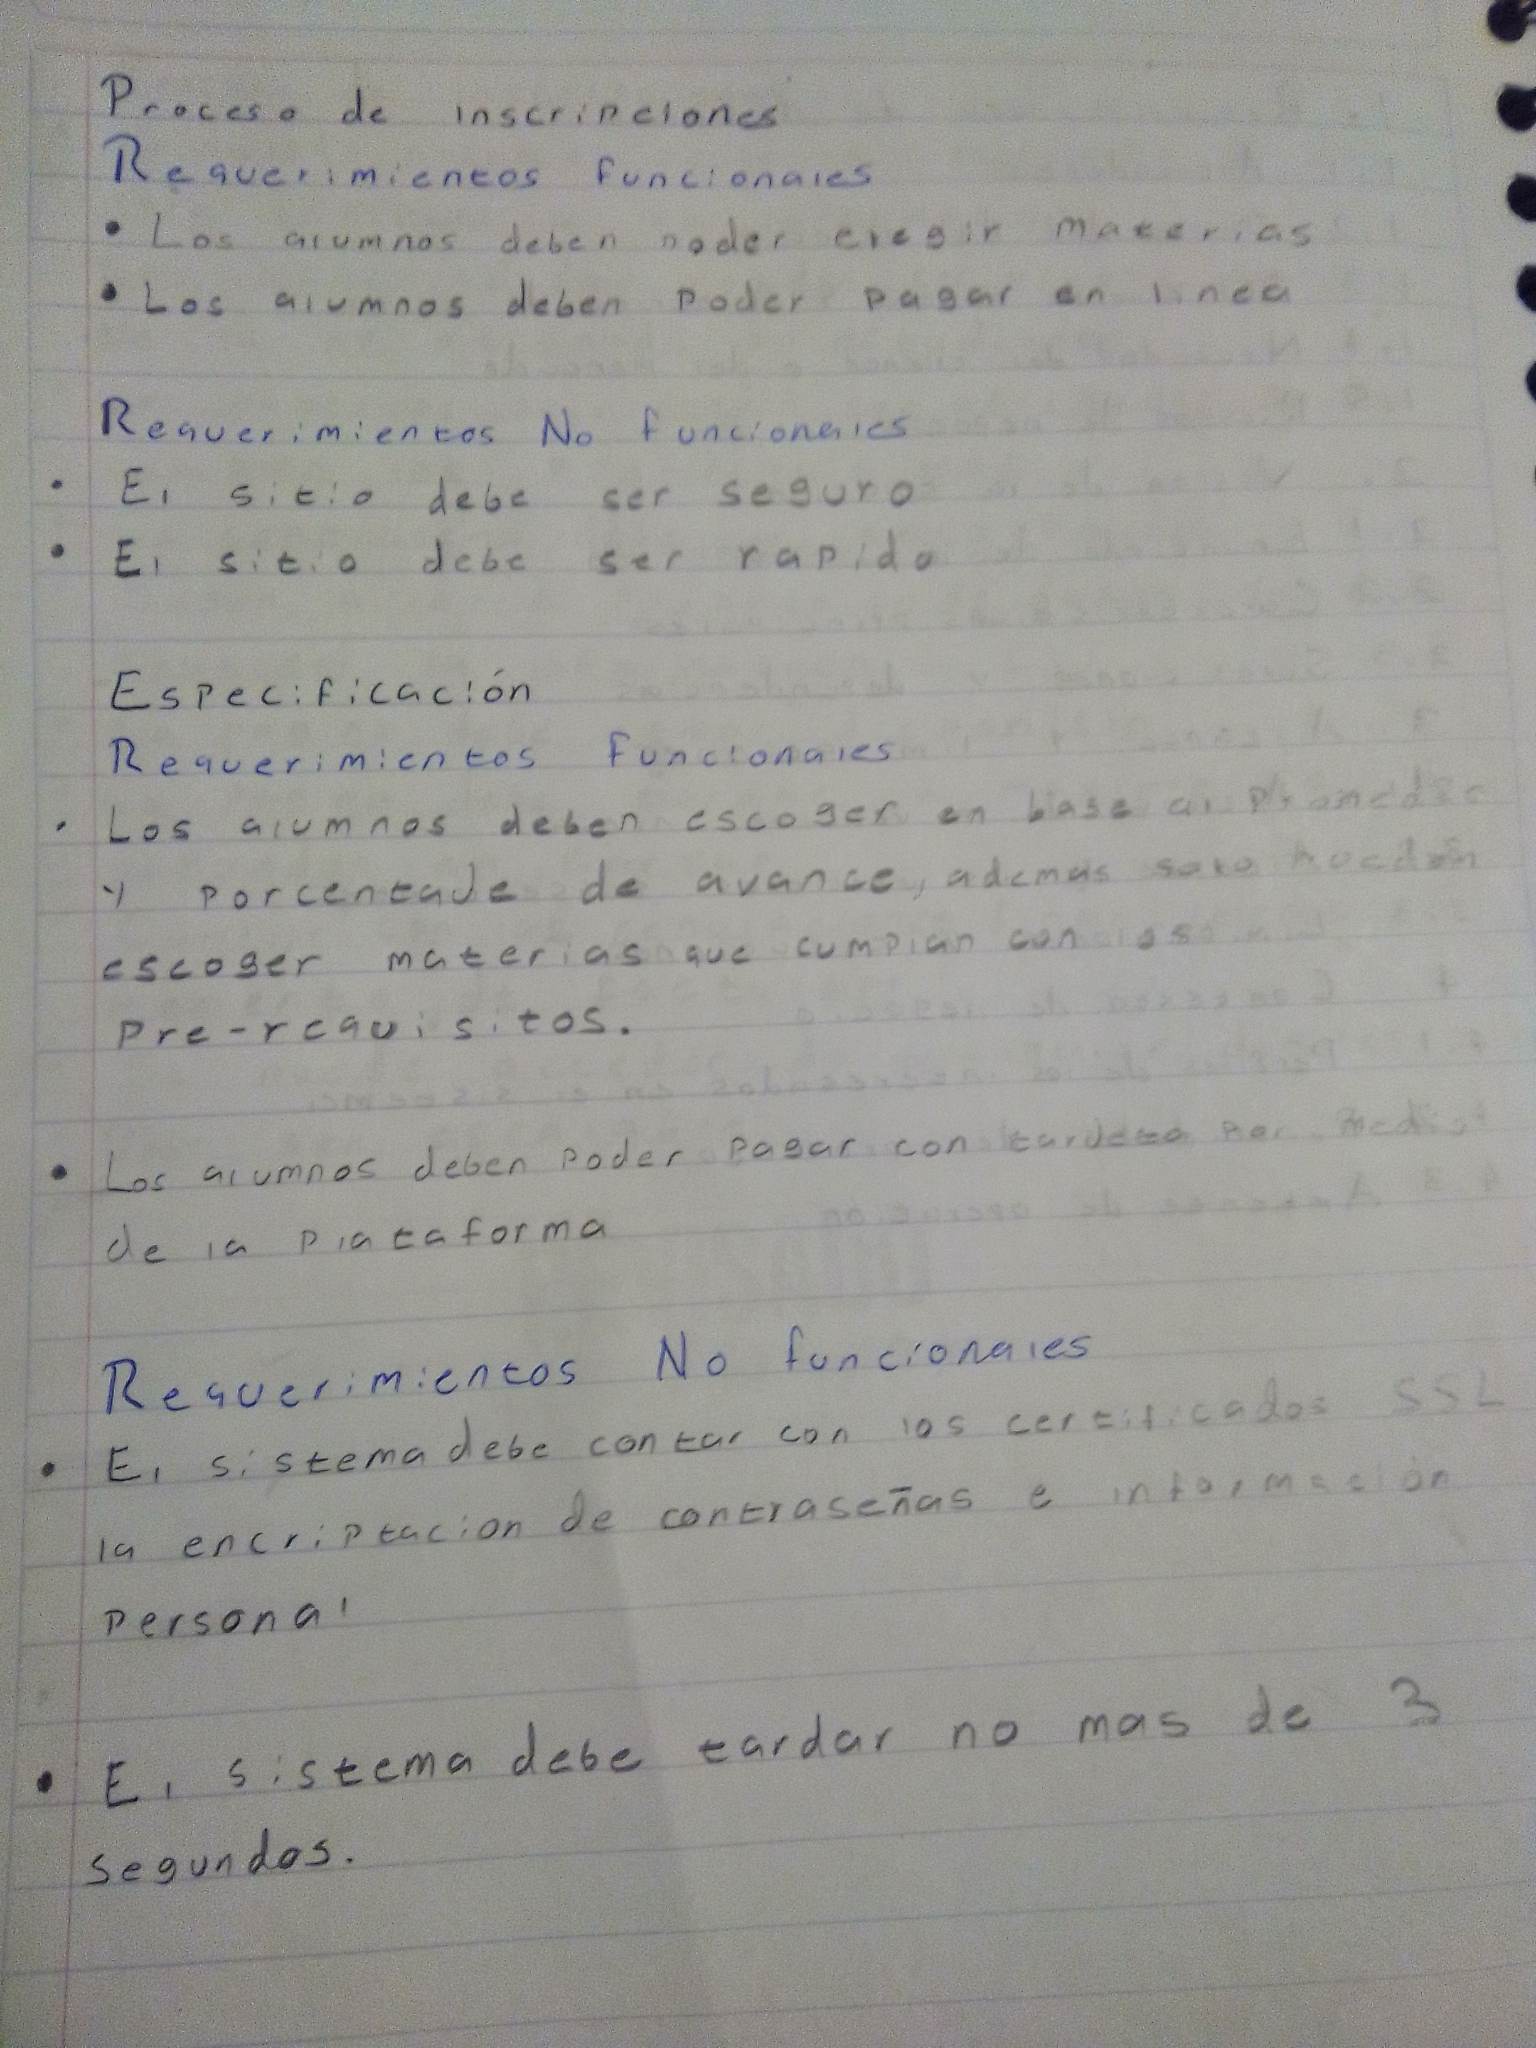 Proceso de inscripciones
Requerimientos funcionales
• Los alumnos deben poder elegir materias
• Los alumnos deben poder pagar en linea
Requerimientos No funcionales
• El sitio debe ser seguro
• El sitio debe ser rapido
Especificación
Requerimientos Funcionales
• Los alumnos deben escoger en base al promedio
y porcentaje de avance, ademas solo pueden
escoger materias que cumplan con los
Pre-requisitos.
• Los alumnos deben poder pagar con tarjeta por medio
de la plataforma
Requerimientos No funcionales
• El sistema debe contar con los certificados SSL
la encriptacion de contraseñas e información
personal
• El sistema debe tardar no mas de 3
segundos.